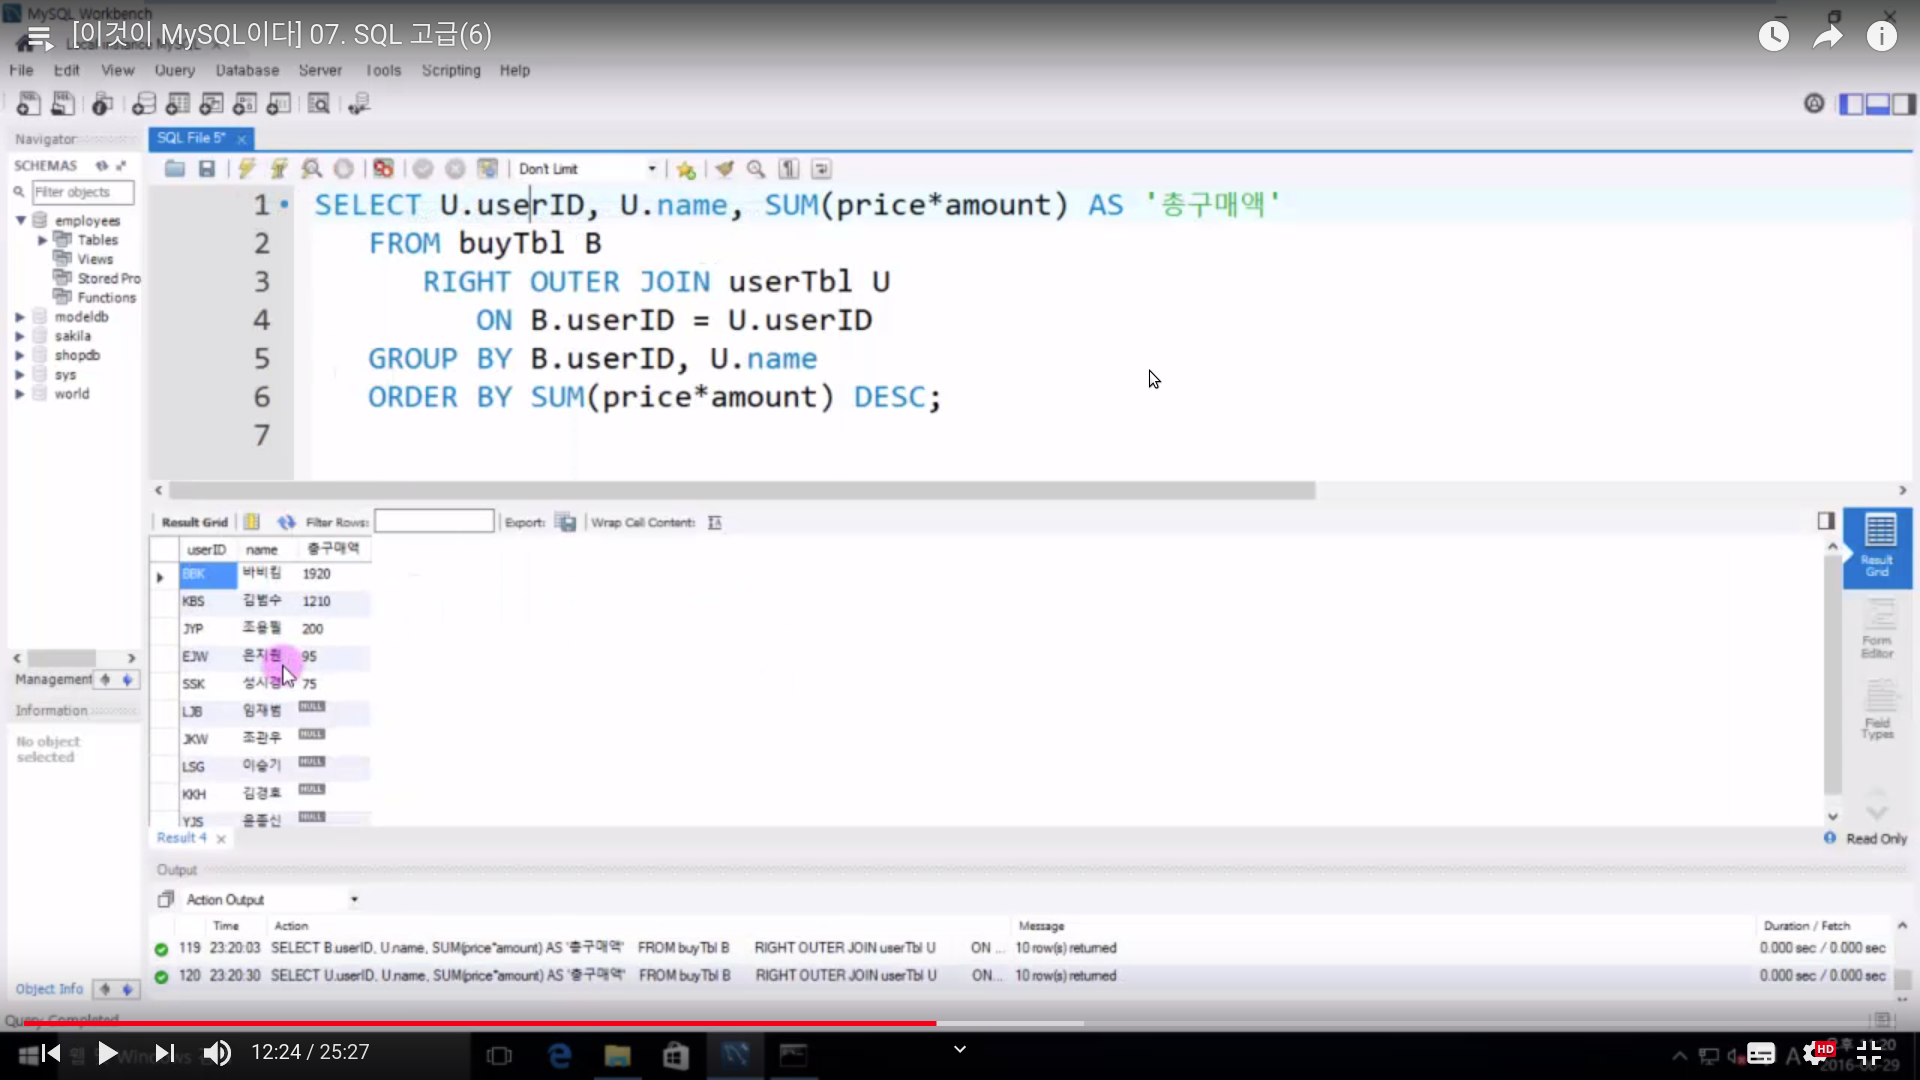 MySQL Workbench
[이것이 MySQL이다] 07. SQL 고급(6)
File Edit View Query Database Server Tools Scripting Help
Navigator
SQL File 5*
SCHEMAS
Don't Limit
Filter objects
employees
Tables
Views
Stored Pro
Functions
modeldb
sakila
shopdb
sys
world
1 SELECT U.userID, U.name, SUM(price*amount) AS '총구매액'
2 FROM buyTbl B
3 RIGHT OUTER JOIN userTbl U
4 ON B.userID = U.userID
5 GROUP BY B.userID, U.name
6 ORDER BY SUM(price*amount) DESC;
7
Management
Information
No object
selected
Object Info
Result Grid Filter Rows: Export: Wrap Cell Content:
userID name 총구매액
BBK 바비킴 1920
KBS 김범수 1210
JYP 조용필 200
EJW 은지원 95
SSK 성시경 75
LJB 임재범 NULL
JKW 조관우 NULL
LSG 이승기 NULL
KKH 김경호 NULL
YJS 윤종신 NULL
Result
Grid
Form
Editor
Field
Types
Result 4
Read Only
Output
Action Output
Time Action Message Duration / Fetch
119 23:20:03 SELECT B.userID, U.name, SUM(price*amount) AS '총구매액' FROM buyTbl B RIGHT OUTER JOIN userTbl U ON ... 10 row(s) returned 0.000 sec / 0.000 sec
120 23:20:30 SELECT U.userID, U.name, SUM(price*amount) AS '총구매액' FROM buyTbl B RIGHT OUTER JOIN userTbl U ON... 10 row(s) returned 0.000 sec / 0.000 sec
Query Completed
12:24 / 25:27
HD